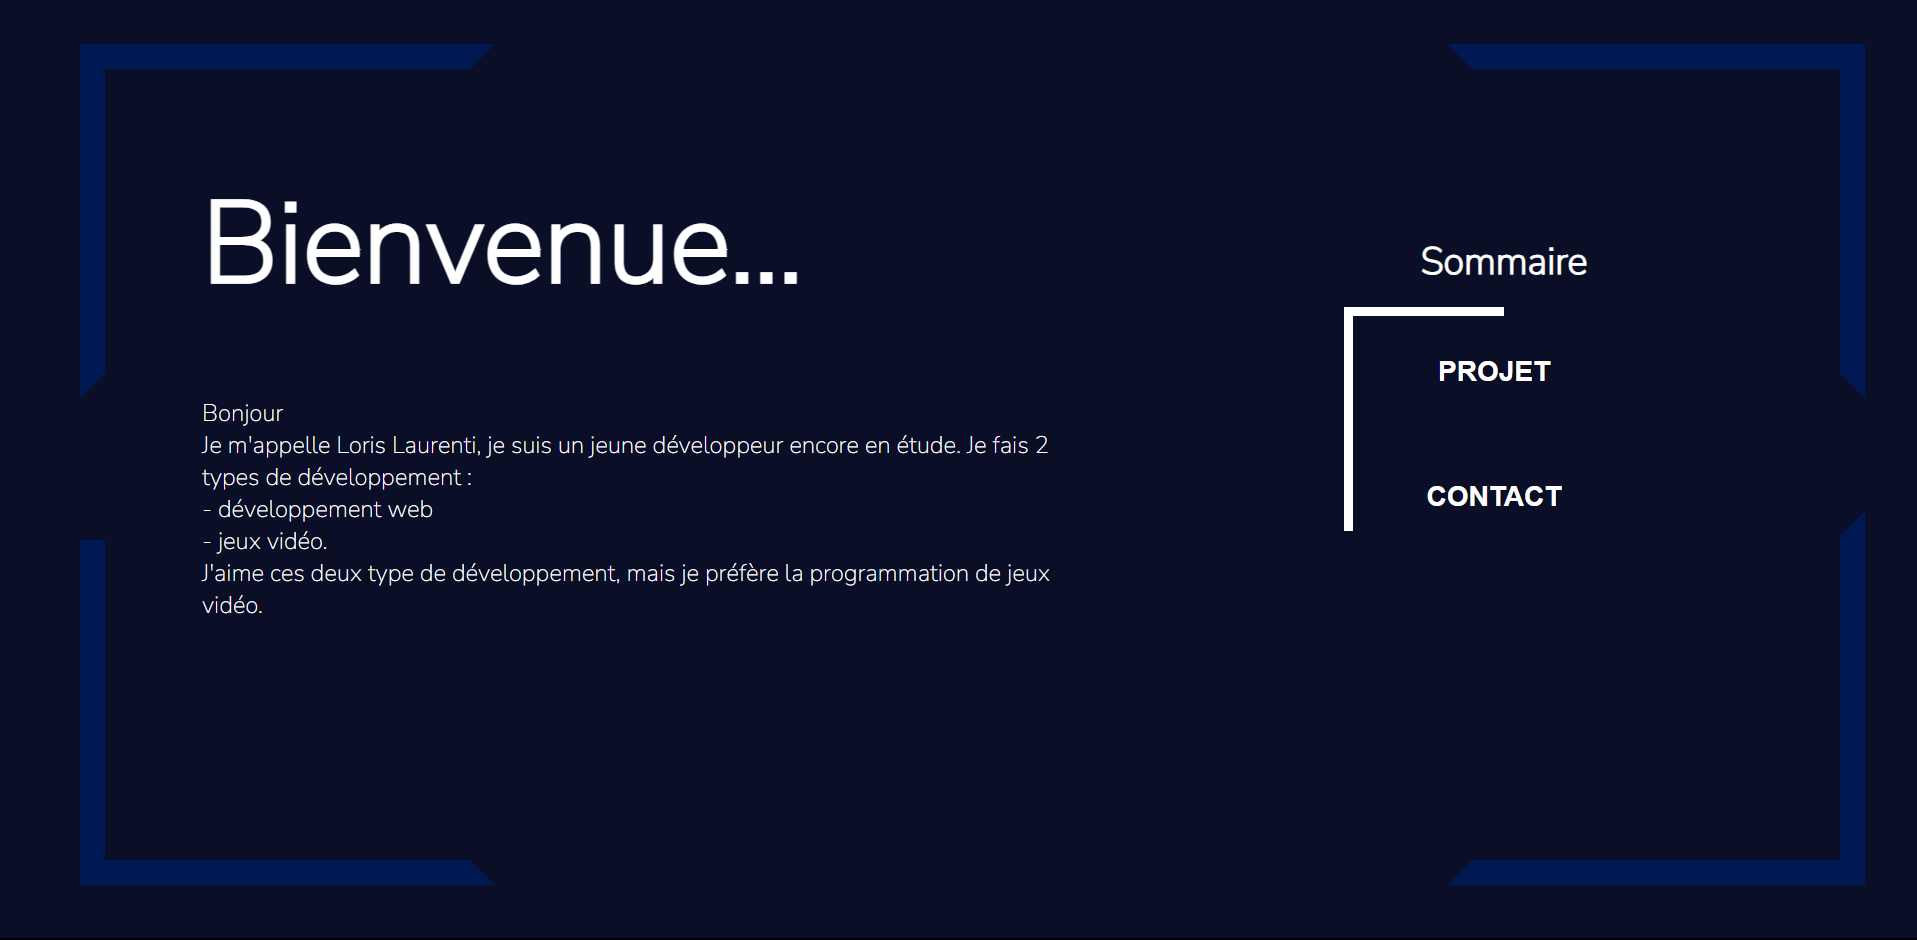 Bienvenue...
Sommaire
PROJET
CONTACT
Bonjour
Je m'appelle Loris Laurenti, je suis un jeune développeur encore en étude. Je fais 2
types de développement :
- développement web
- jeux vidéo.
J'aime ces deux type de développement, mais je préfère la programmation de jeux
vidéo.